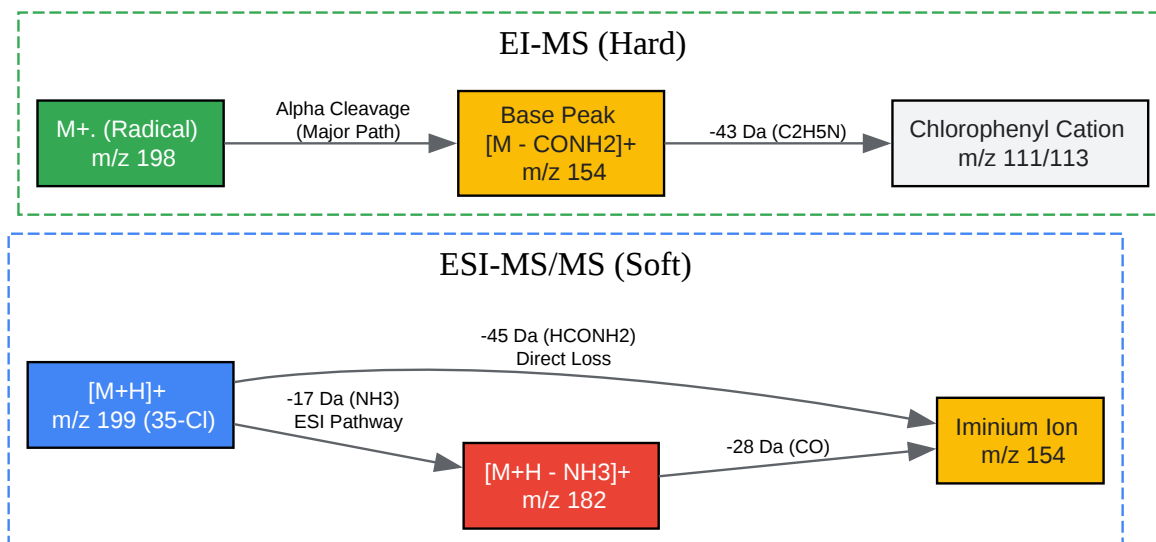 EI-MS (Hard)
M+. (Radical)
m/z 198
Alpha Cleavage
(Major Path)
Base Peak
[M - CONH2]+
m/z 154
-43 Da (C2H5N)
Chlorophenyl Cation
m/z 111/113
ESI-MS/MS (Soft)
[M+H]+
m/z 199 (35-Cl)
-45 Da (HCONH2)
Direct Loss
-17 Da (NH3)
ESI Pathway
[M+H - NH3]+
m/z 182
-28 Da (CO)
Iminium Ion
m/z 154